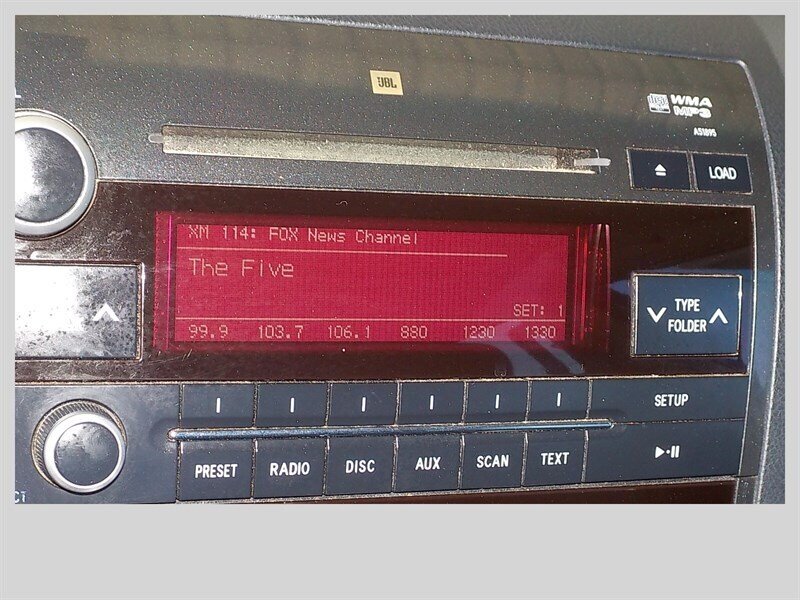 JBL
WMA
MP3
AS1895
LOAD
XM 114: FOX News Channel
The Five
SET: 1
99.9 103.7 106.1 880 1230 1330
TYPE
FOLDER
SETUP
PRESET RADIO DISC AUX SCAN TEXT